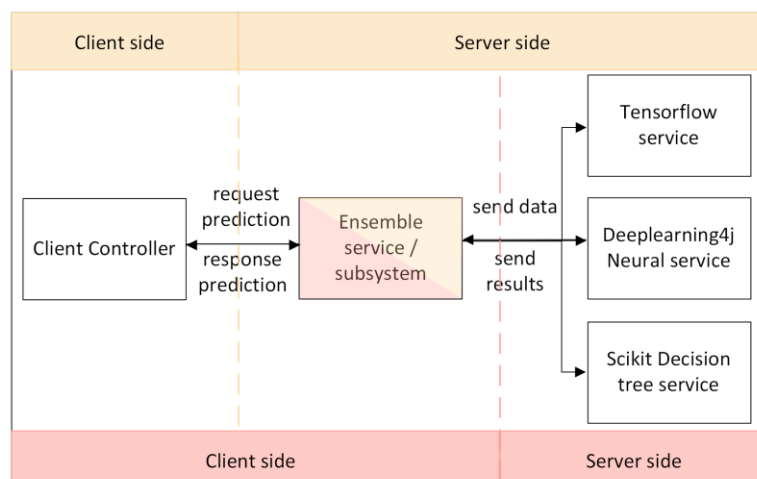 Client side
Server side
Tensorflow
service
request
prediction
Client Controller
response
prediction
Ensemble
service /
subsystem
send data
send
results
Deeplearning4j
Neural service
Scikit Decision
tree service
Client side
Server side